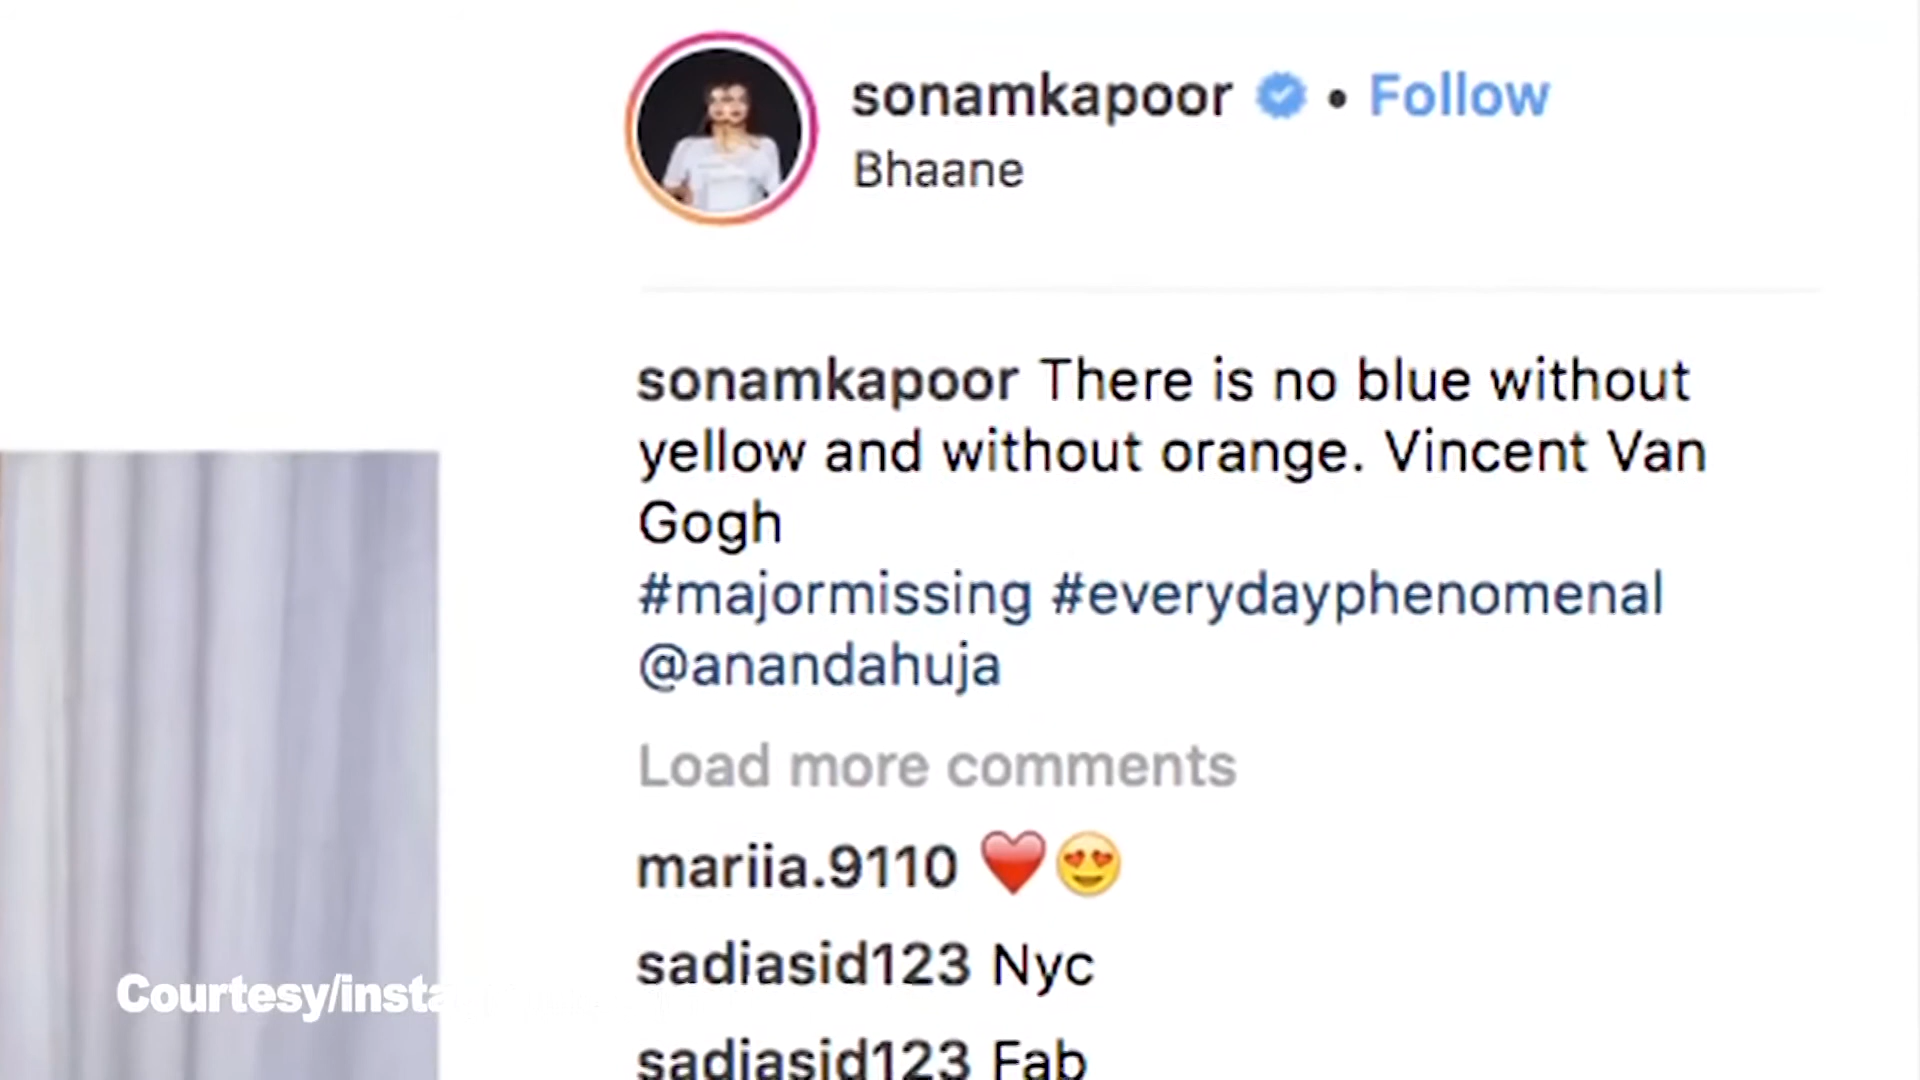 sonamkapoor • Follow
Bhaane
sonamkapoor There is no blue without
yellow and without orange. Vincent Van
Gogh
#majormissing #everydayphenomenal
@anandahuja
Load more comments
mariia.9110 ❤️😍
sadiasid123 Nyc
sadiasid123 Fab
Courtesy/insta